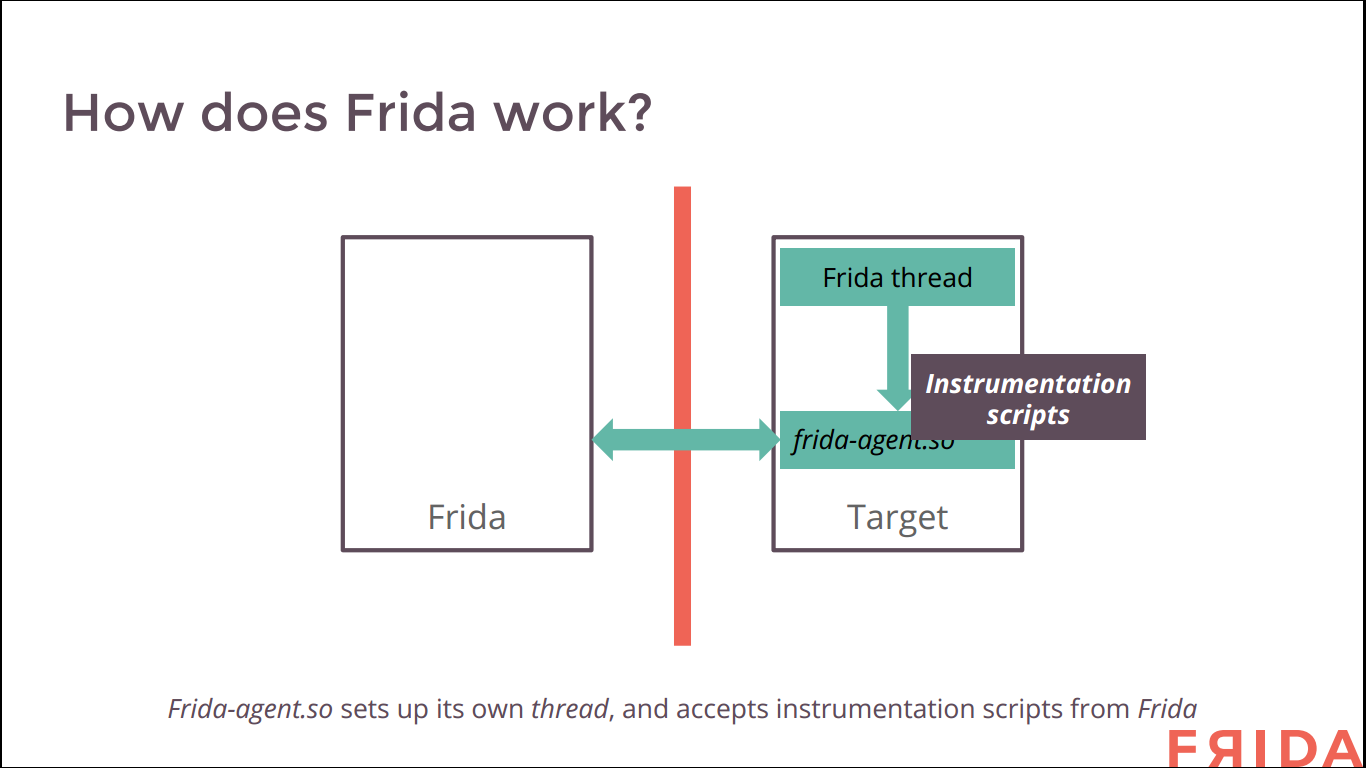 How does Frida work?
Frida thread
Instrumentation
scripts
frida-agent.so
Frida
Target
Frida-agent.so sets up its own thread, and accepts instrumentation scripts from Frida
FЯIDA